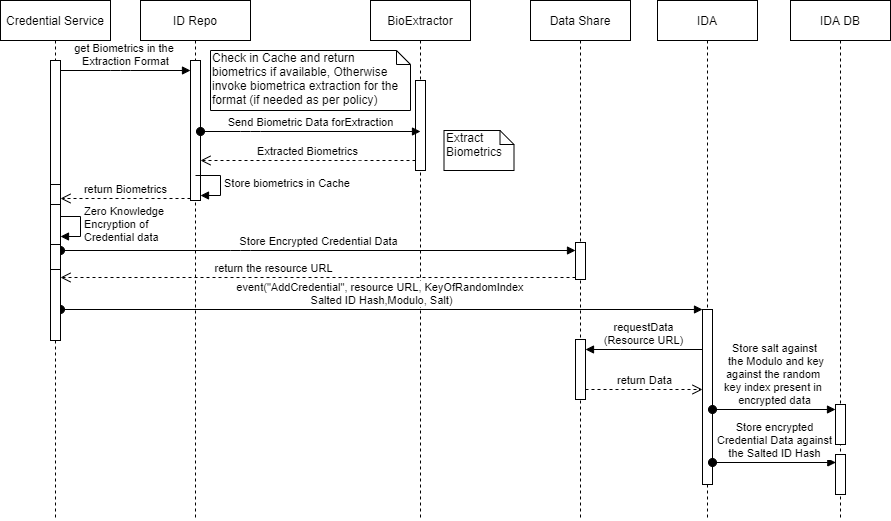 Credential Service
ID Repo
BioExtractor
Data Share
IDA
IDA DB
get Biometrics in the
Extraction Format
Check in Cache and return
biometrics if available, Otherwise
invoke biometrica extraction for the
format (if needed as per policy)
Send Biometric Data forExtraction
Extract
Biometrics
Extracted Biometrics
Store biometrics in Cache
return Biometrics
Zero Knowledge
Encryption of
Credential data
Store Encrypted Credential Data
return the resource URL
event("AddCredential", resource URL, KeyOfRandomIndex
Salted ID Hash,Modulo, Salt)
requestData
(Resource URL)
return Data
Store salt against
the Modulo and key
against the random
key index present in
encrypted data
Store encrypted
Credential Data against
the Salted ID Hash